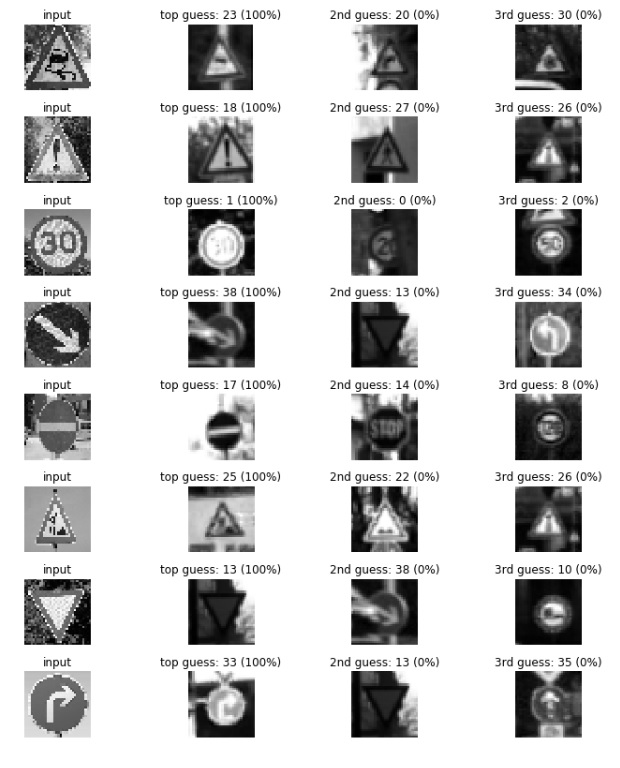 input top guess: 23 (100%) 2nd guess: 20 (0%) 3rd guess: 30 (0%)
input top guess: 18 (100%) 2nd guess: 27 (0%) 3rd guess: 26 (0%)
input top guess: 1 (100%) 2nd guess: 0 (0%) 3rd guess: 2 (0%)
30 30 20 50
input top guess: 38 (100%) 2nd guess: 13 (0%) 3rd guess: 34 (0%)
input top guess: 17 (100%) 2nd guess: 14 (0%) 3rd guess: 8 (0%)
STOP
input top guess: 25 (100%) 2nd guess: 22 (0%) 3rd guess: 26 (0%)
input top guess: 13 (100%) 2nd guess: 38 (0%) 3rd guess: 10 (0%)
input top guess: 33 (100%) 2nd guess: 13 (0%) 3rd guess: 35 (0%)